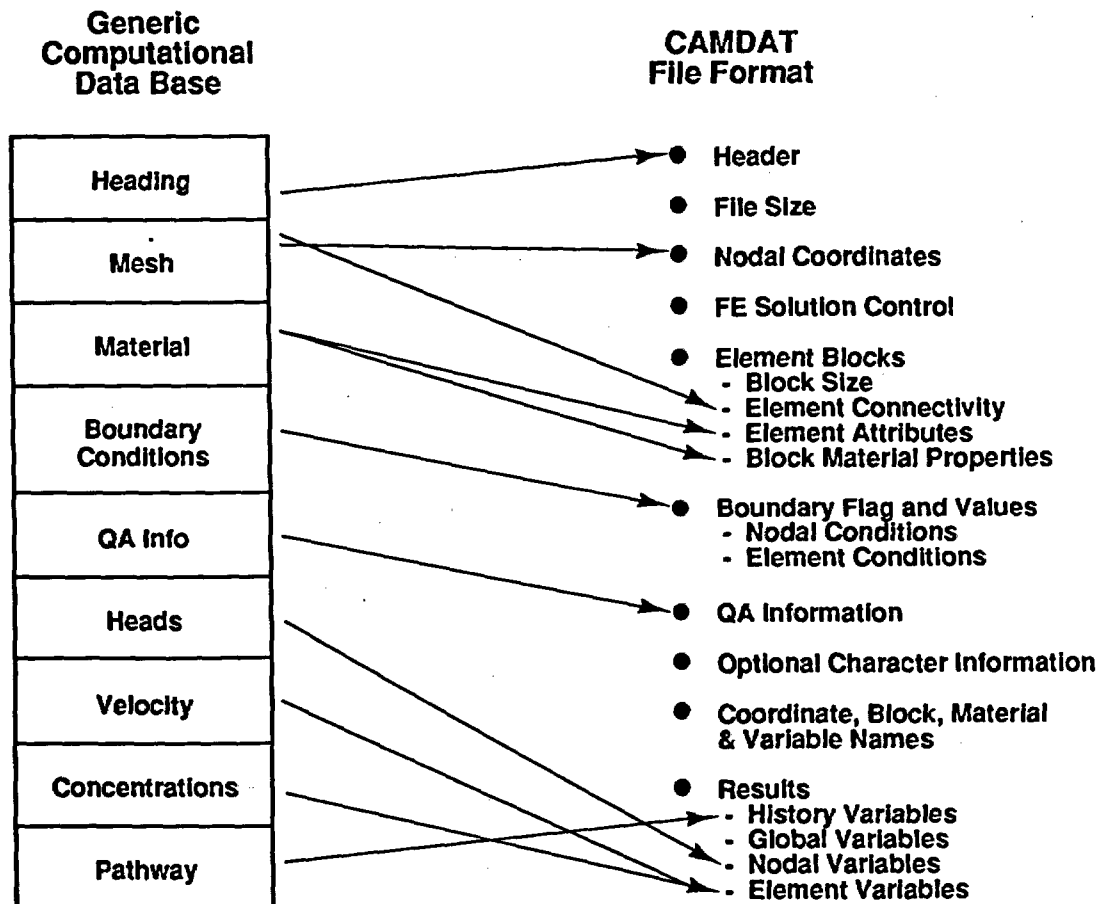 Generic
Computational
Data Base
Heading
Mesh
Material
Boundary
Conditions
QA Info
Heads
Velocity
Concentrations
Pathway
CAMDAT
File Format
● Header
● File Size
● Nodal Coordinates
● FE Solution Control
● Element Blocks
- Block Size
- Element Connectivity
- Element Attributes
- Block Material Properties
● Boundary Flag and Values
- Nodal Conditions
- Element Conditions
● QA Information
● Optional Character Information
● Coordinate, Block, Material
& Variable Names
● Results
- History Variables
- Global Variables
- Nodal Variables
- Element Variables